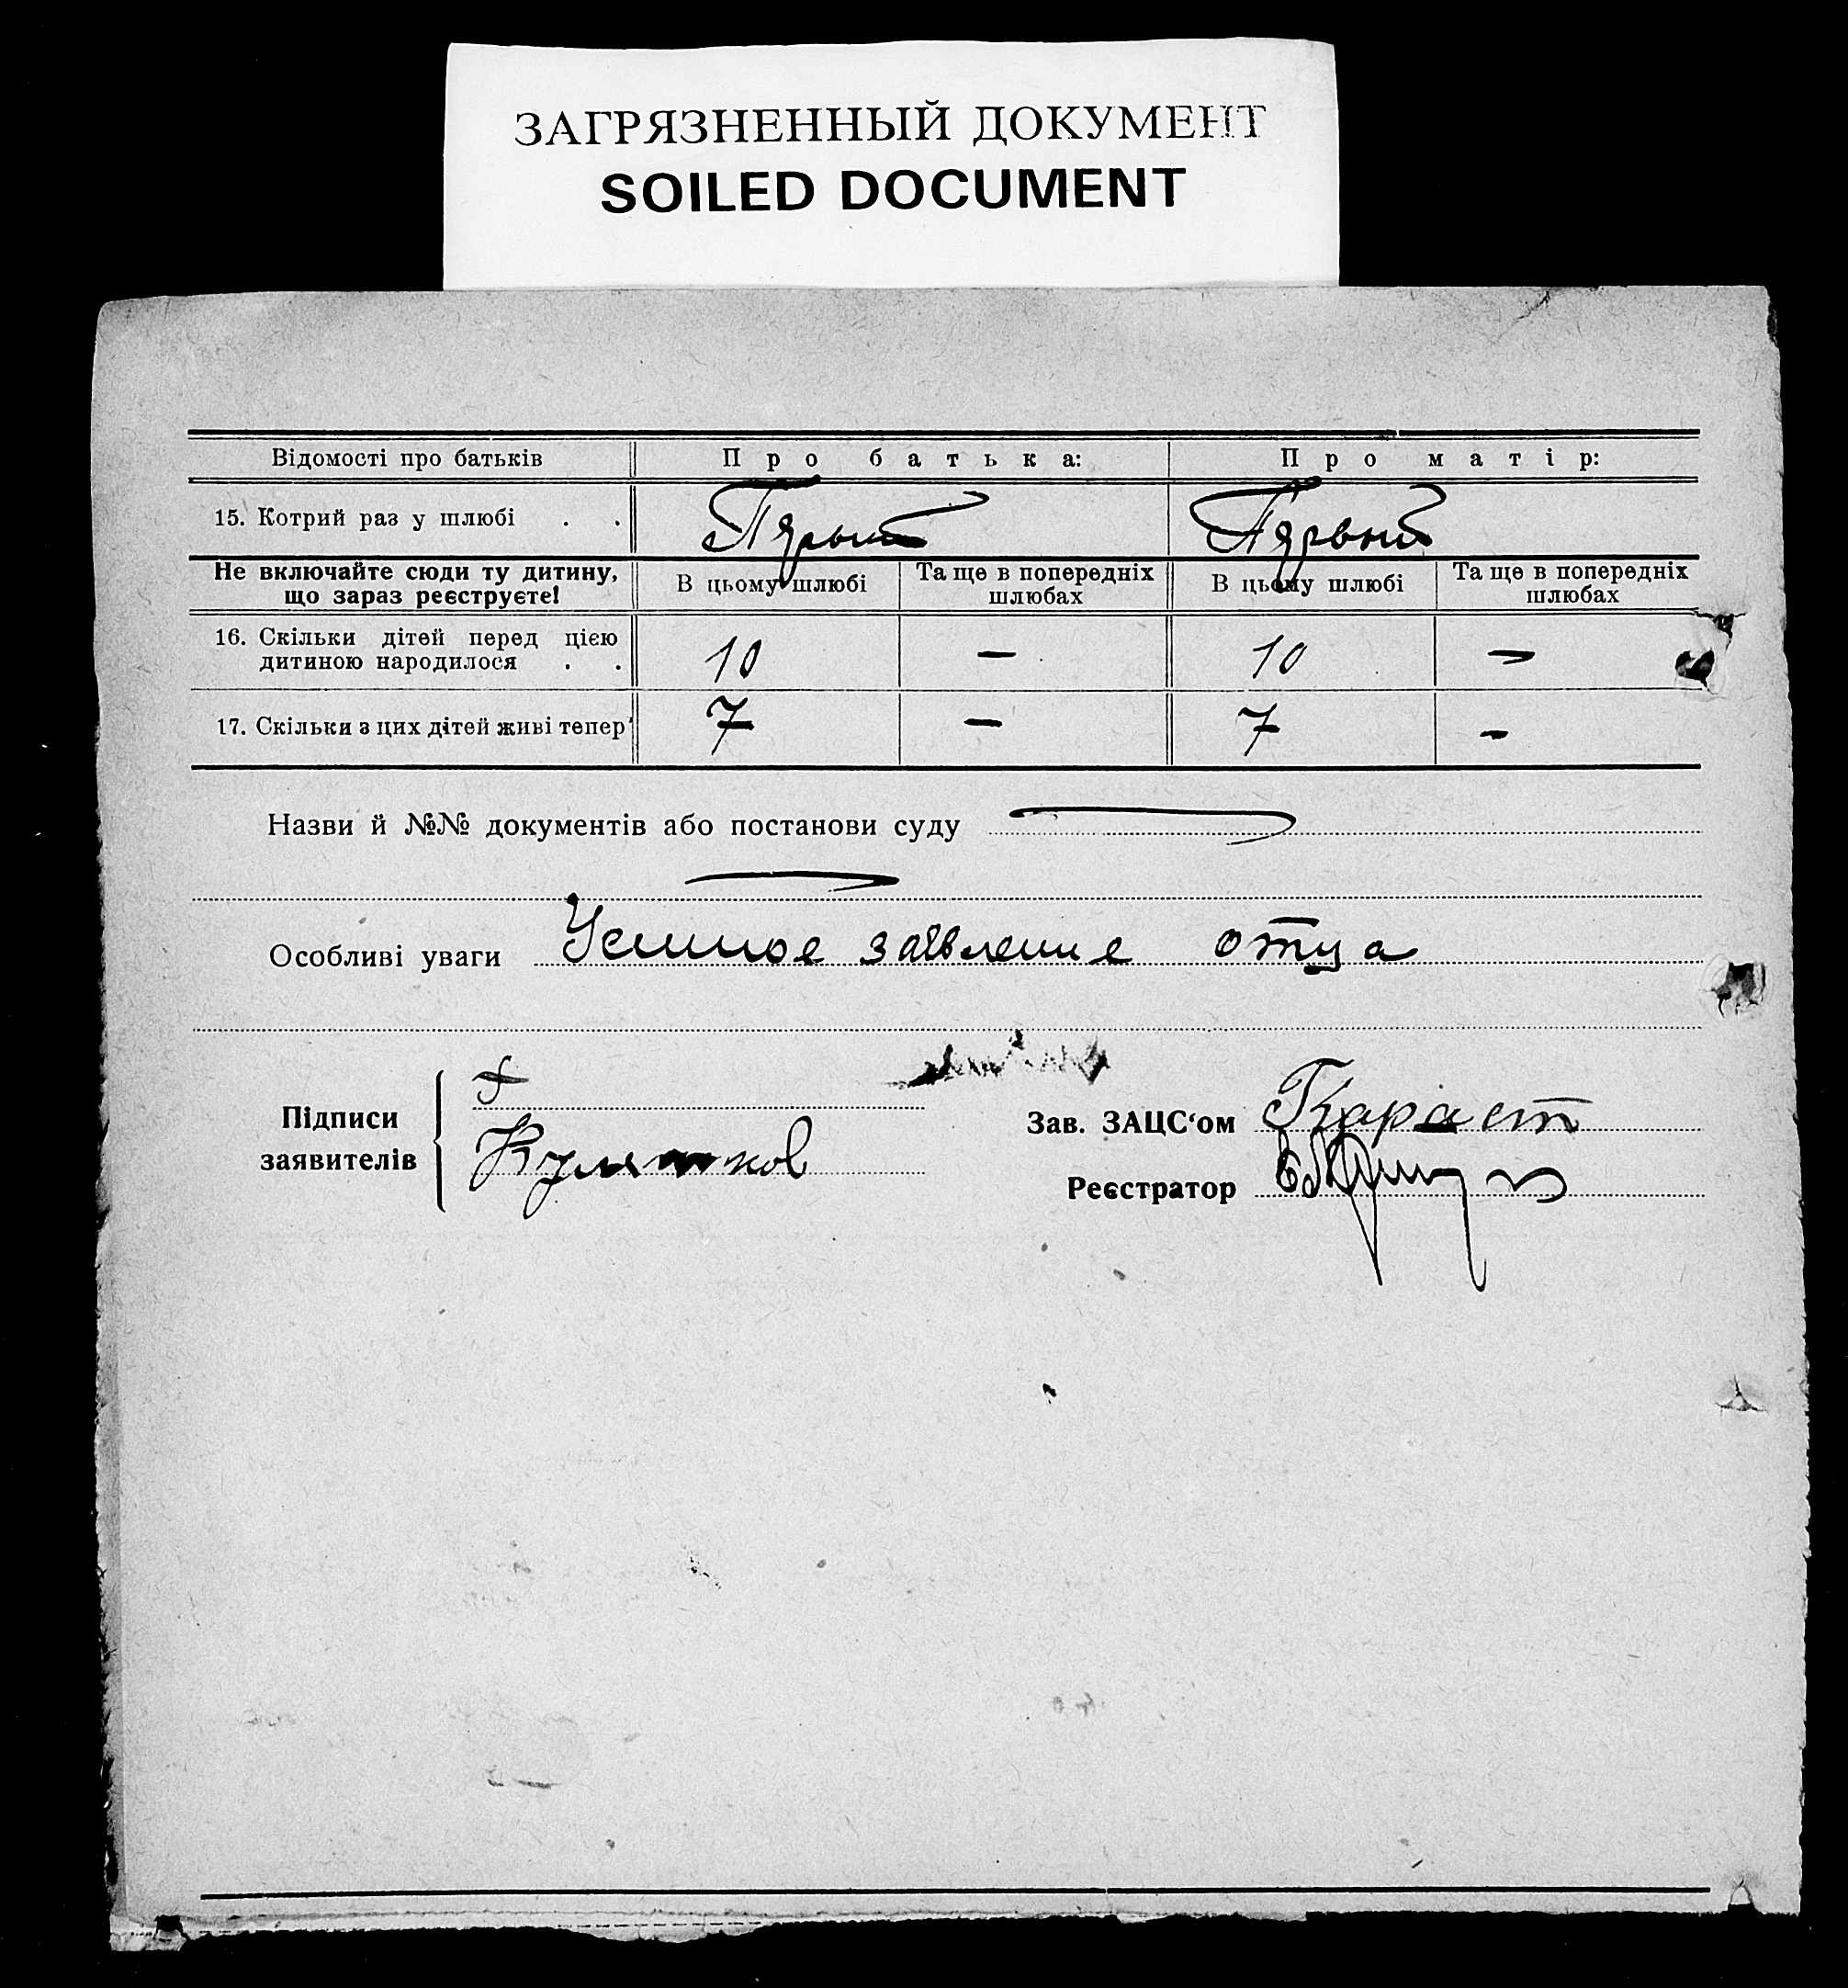 ЗАГРЯЗНЕННЫЙ ДОКУМЕНТ
SOILED DOCUMENT
Відомості про батьків Про батька: Про матір:
15. Котрий раз у шлюбі . . Пярвый Пярвый
Не включайте сюди ту дитину, що зараз реєструєте! В цьому шлюбі Та ще в попередніх шлюбах В цьому шлюбі Та ще в попередніх шлюбах
16. Скільки дітей перед цією дитиною народилося . . 10 — 10 —
17. Скільки з цих дітей живі тепер 7 — 7 -
Назви й №№ документів або постанови суду
Особливі уваги Усшное заявление отца
Підписи заявителів
Зав. ЗАЦС‘ом
Реєстратор